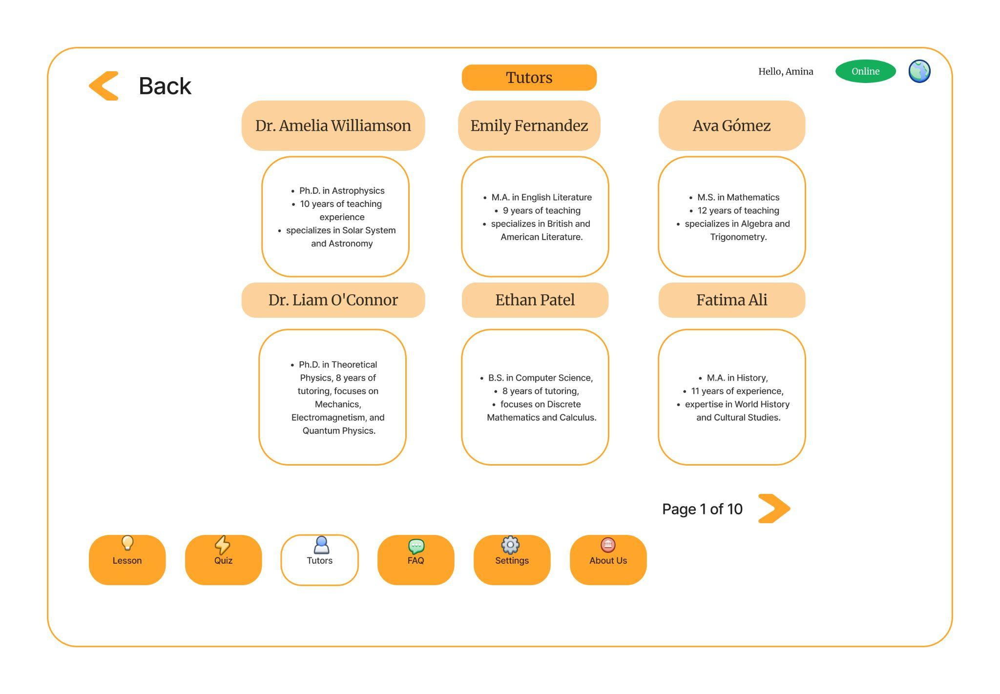 Back
Tutors
Hello, Amina
Online
Dr. Amelia Williamson
Emily Fernandez
Ava Gómez
• Ph.D. in Astrophysics
• 10 years of teaching
experience
• specializes in Solar System
and Astronomy
• M.A. in English Literature
• 9 years of teaching
• specializes in British and
American Literature.
• M.S. in Mathematics
• 12 years of teaching
• specializes in Algebra and
Trigonometry.
Dr. Liam O'Connor
Ethan Patel
Fatima Ali
• Ph.D. in Theoretical
Physics, 8 years of
tutoring, focuses on
Mechanics,
Electromagnetism, and
Quantum Physics.
• B.S. in Computer Science,
• 8 years of tutoring,
• focuses on Discrete
Mathematics and Calculus.
• M.A. in History,
• 11 years of experience,
• expertise in World History
and Cultural Studies.
Page 1 of 10
Lesson
Quiz
Tutors
FAQ
Settings
About Us